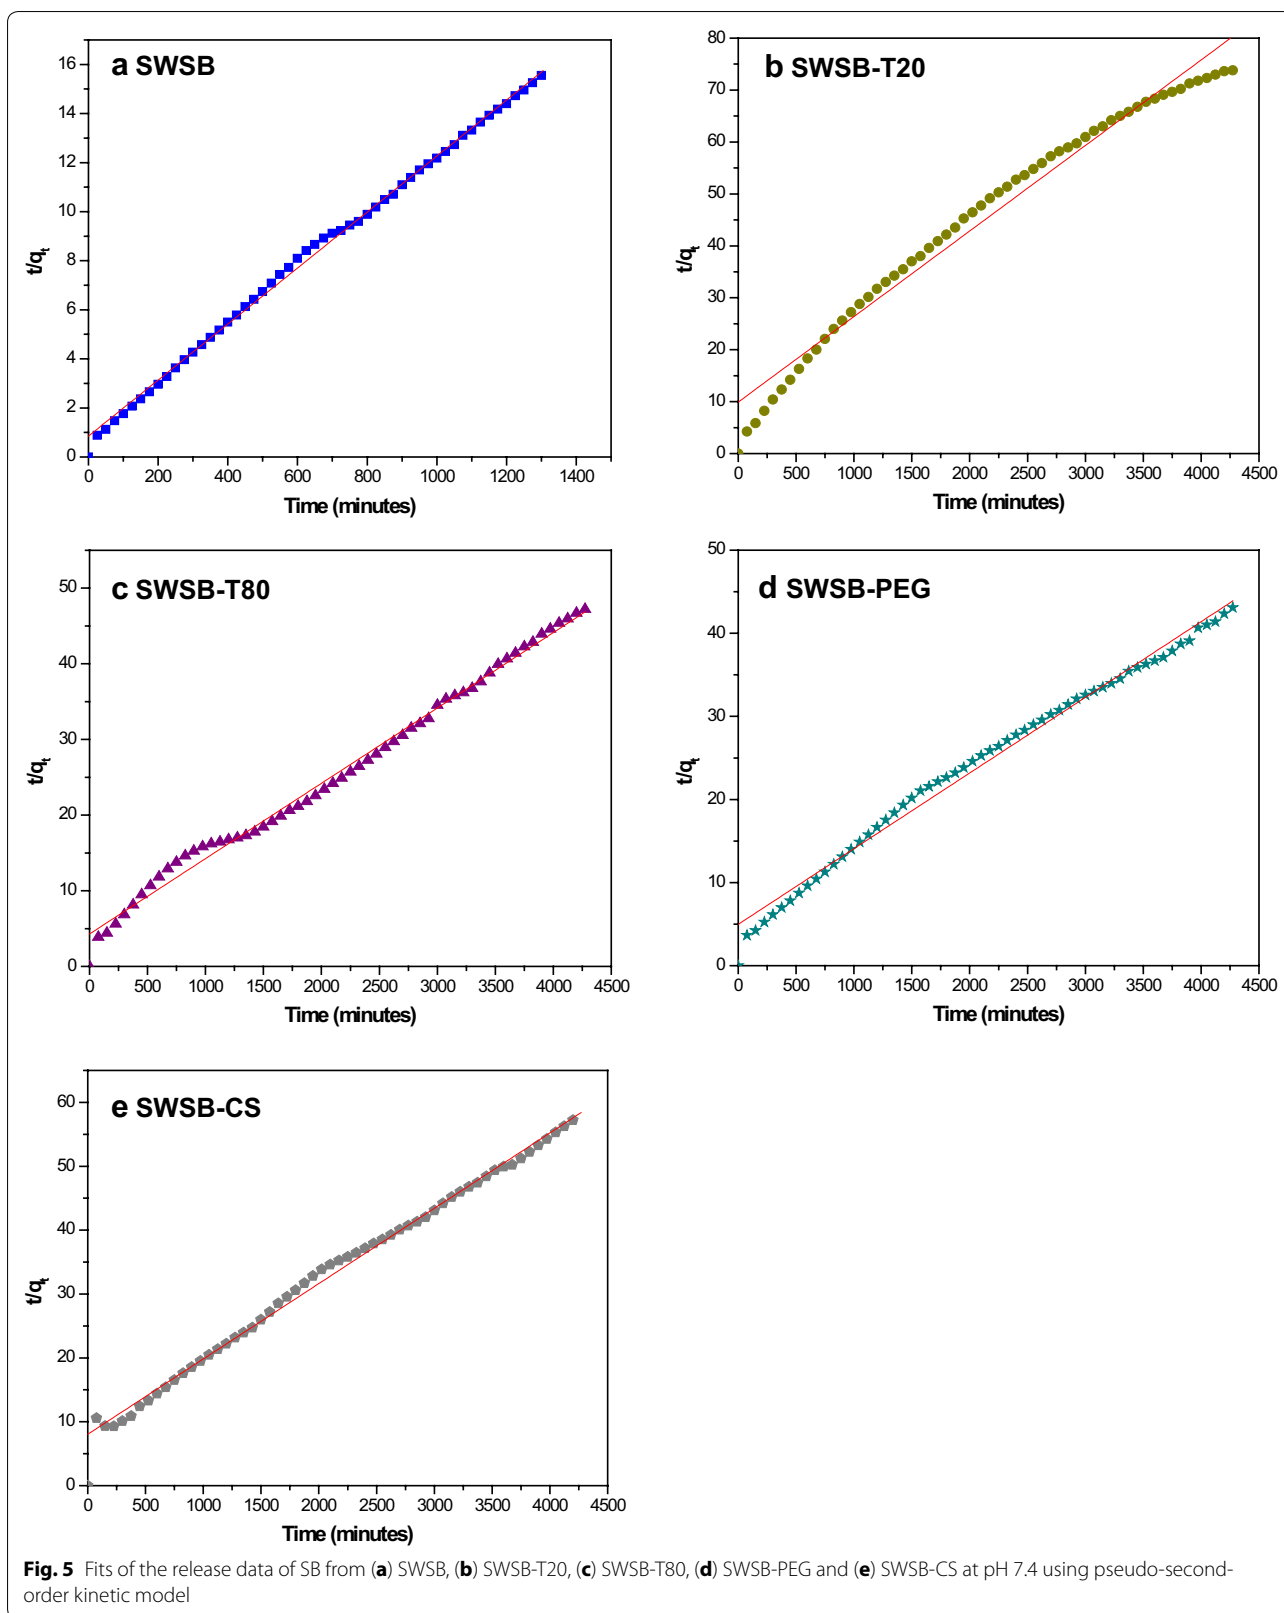 a SWSB
16
14
12
10
8
6
4
2
0
t/qt
0 200 400 600 800 1000 1200 1400
Time (minutes)
b SWSB-T20
80
70
60
50
40
30
20
10
0
t/qt
0 500 1000 1500 2000 2500 3000 3500 4000 4500
Time (minutes)
c SWSB-T80
50
40
30
20
10
0
t/qt
0 500 1000 1500 2000 2500 3000 3500 4000 4500
Time (minutes)
d SWSB-PEG
50
40
30
20
10
0
t/qt
0 500 1000 1500 2000 2500 3000 3500 4000 4500
Time (minutes)
e SWSB-CS
60
50
40
30
20
10
0
t/qt
0 500 1000 1500 2000 2500 3000 3500 4000 4500
Time (minutes)
Fig. 5 Fits of the release data of SB from (a) SWSB, (b) SWSB-T20, (c) SWSB-T80, (d) SWSB-PEG and (e) SWSB-CS at pH 7.4 using pseudo-second-
order kinetic model